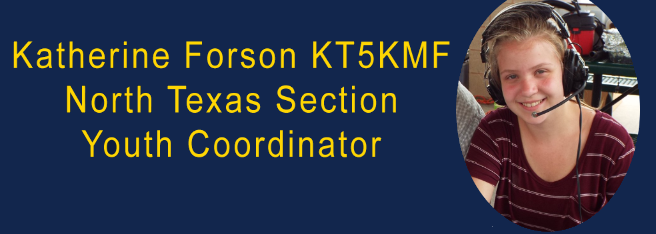 Katherine Forson KT5KMF
North Texas Section
Youth Coordinator